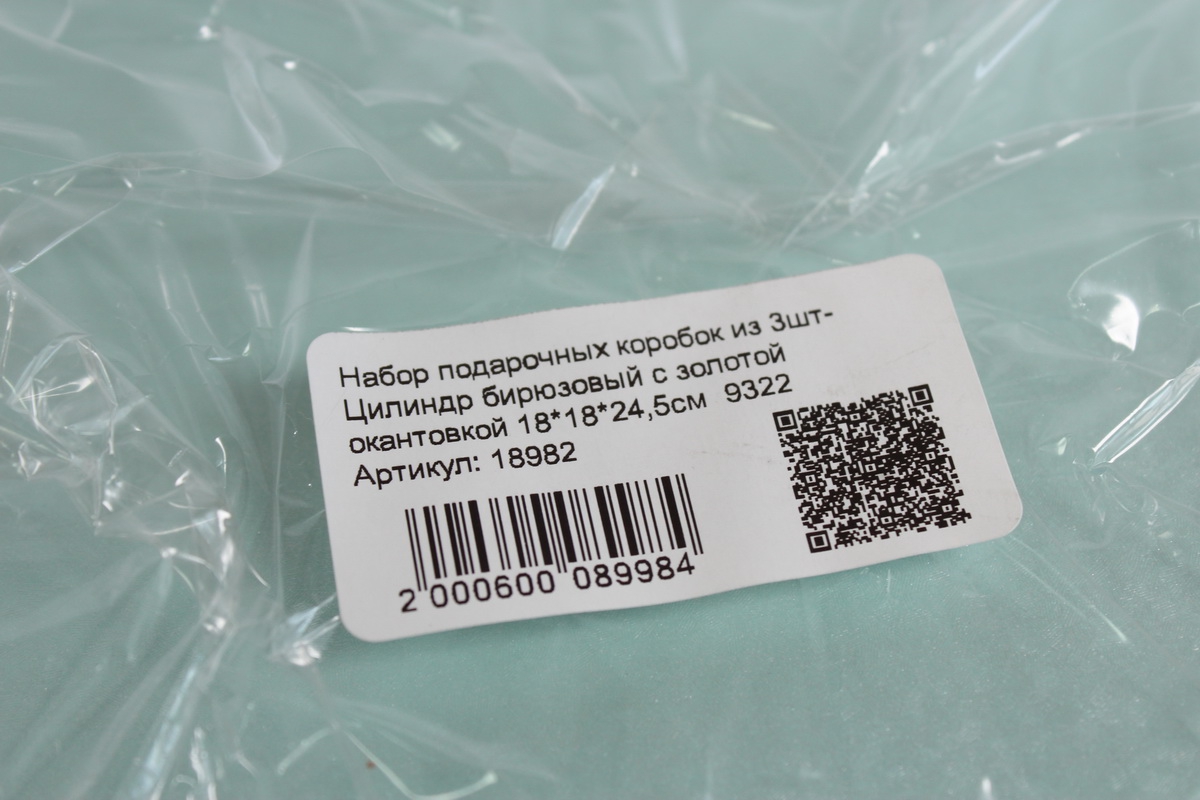 Набор подарочных коробок из 3шт-
Цилиндр бирюзовый с золотой
окантовкой 18*18*24,5см 9322
Артикул: 18982
2 000600 089984